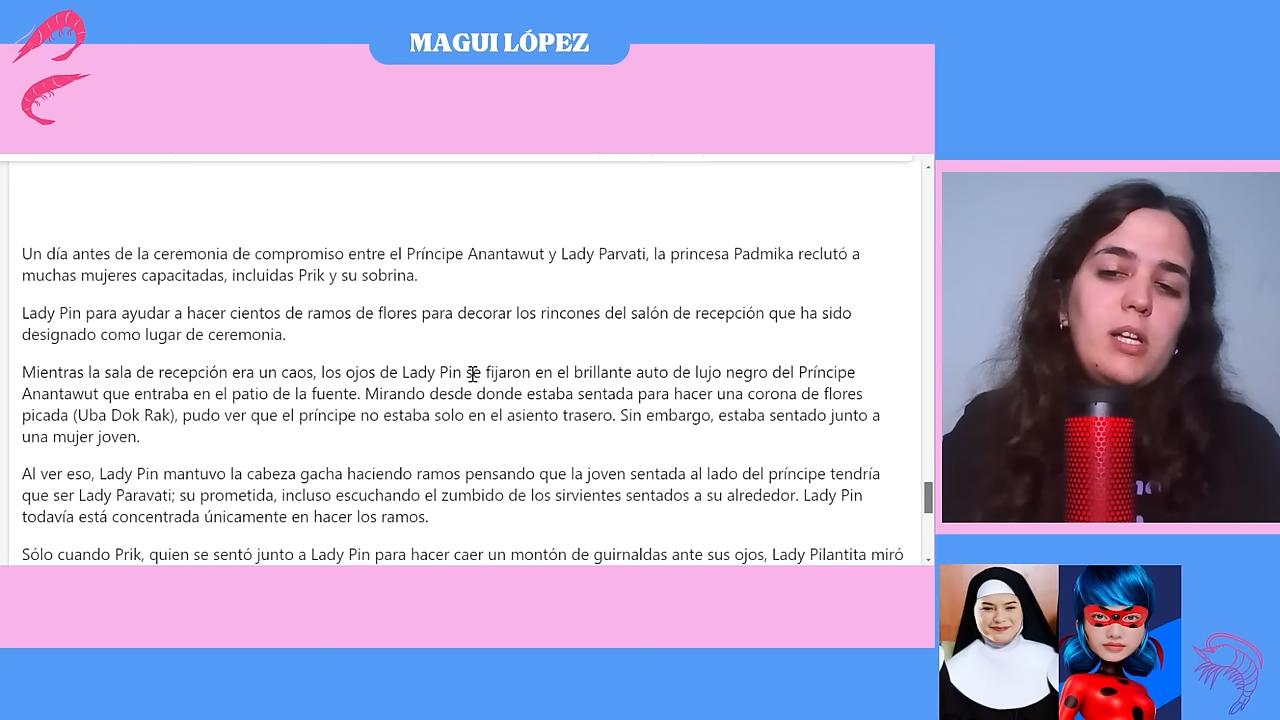 MAGUI LÓPEZ
Un día antes de la ceremonia de compromiso entre el Príncipe Anantawut y Lady Parvati, la princesa Padmika reclutó a
muchas mujeres capacitadas, incluidas Prik y su sobrina.
Lady Pin para ayudar a hacer cientos de ramos de flores para decorar los rincones del salón de recepción que ha sido
designado como lugar de ceremonia.
Mientras la sala de recepción era un caos, los ojos de Lady Pin se fijaron en el brillante auto de lujo negro del Príncipe
Anantawut que entraba en el patio de la fuente. Mirando desde donde estaba sentada para hacer una corona de flores
picada (Uba Dok Rak), pudo ver que el príncipe no estaba solo en el asiento trasero. Sin embargo, estaba sentado junto a
una mujer joven.
Al ver eso, Lady Pin mantuvo la cabeza gacha haciendo ramos pensando que la joven sentada al lado del príncipe tendría
que ser Lady Paravati; su prometida, incluso escuchando el zumbido de los sirvientes sentados a su alrededor. Lady Pin
todavía está concentrada únicamente en hacer los ramos.
Sólo cuando Prik, quien se sentó junto a Lady Pin para hacer caer un montón de guirnaldas ante sus ojos, Lady Pilantita miró